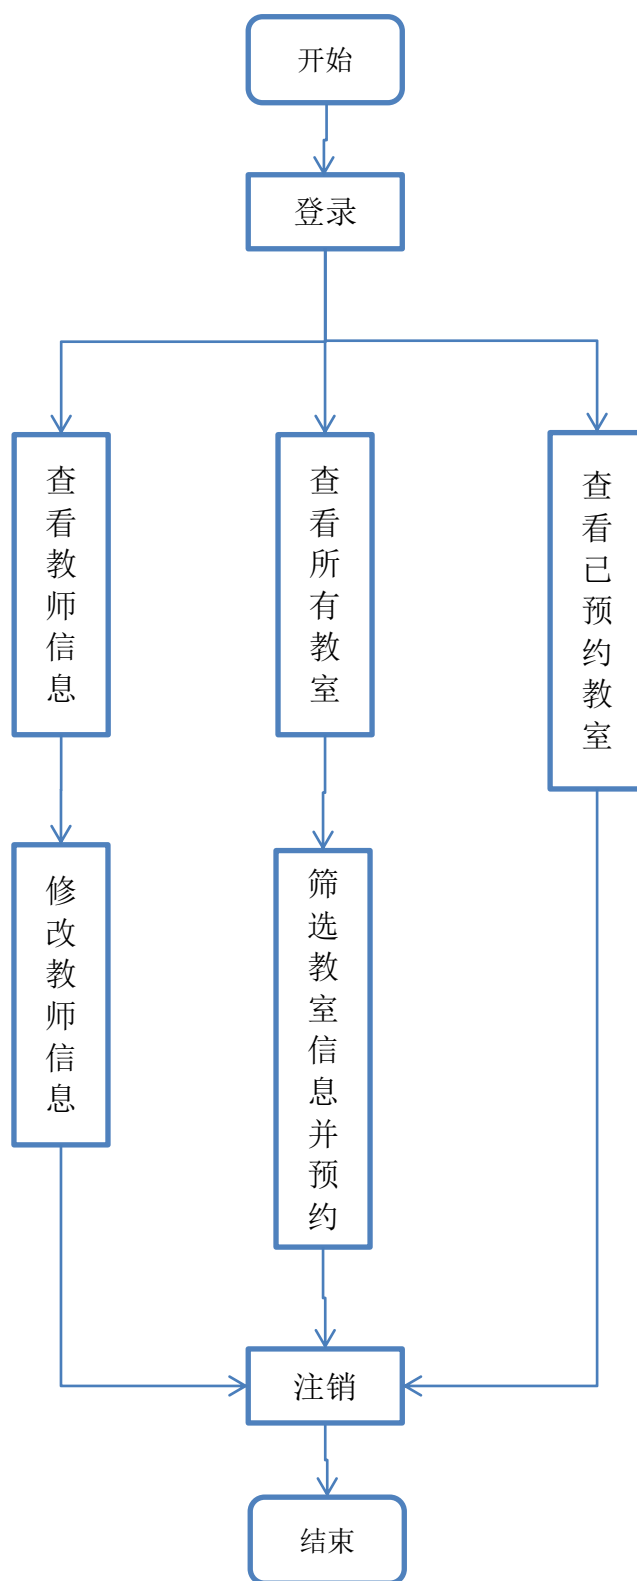 开始
登录
查看教师信息
查看所有教室
查看已预约教室
修改教师信息
筛选教室信息并预约
注销
结束